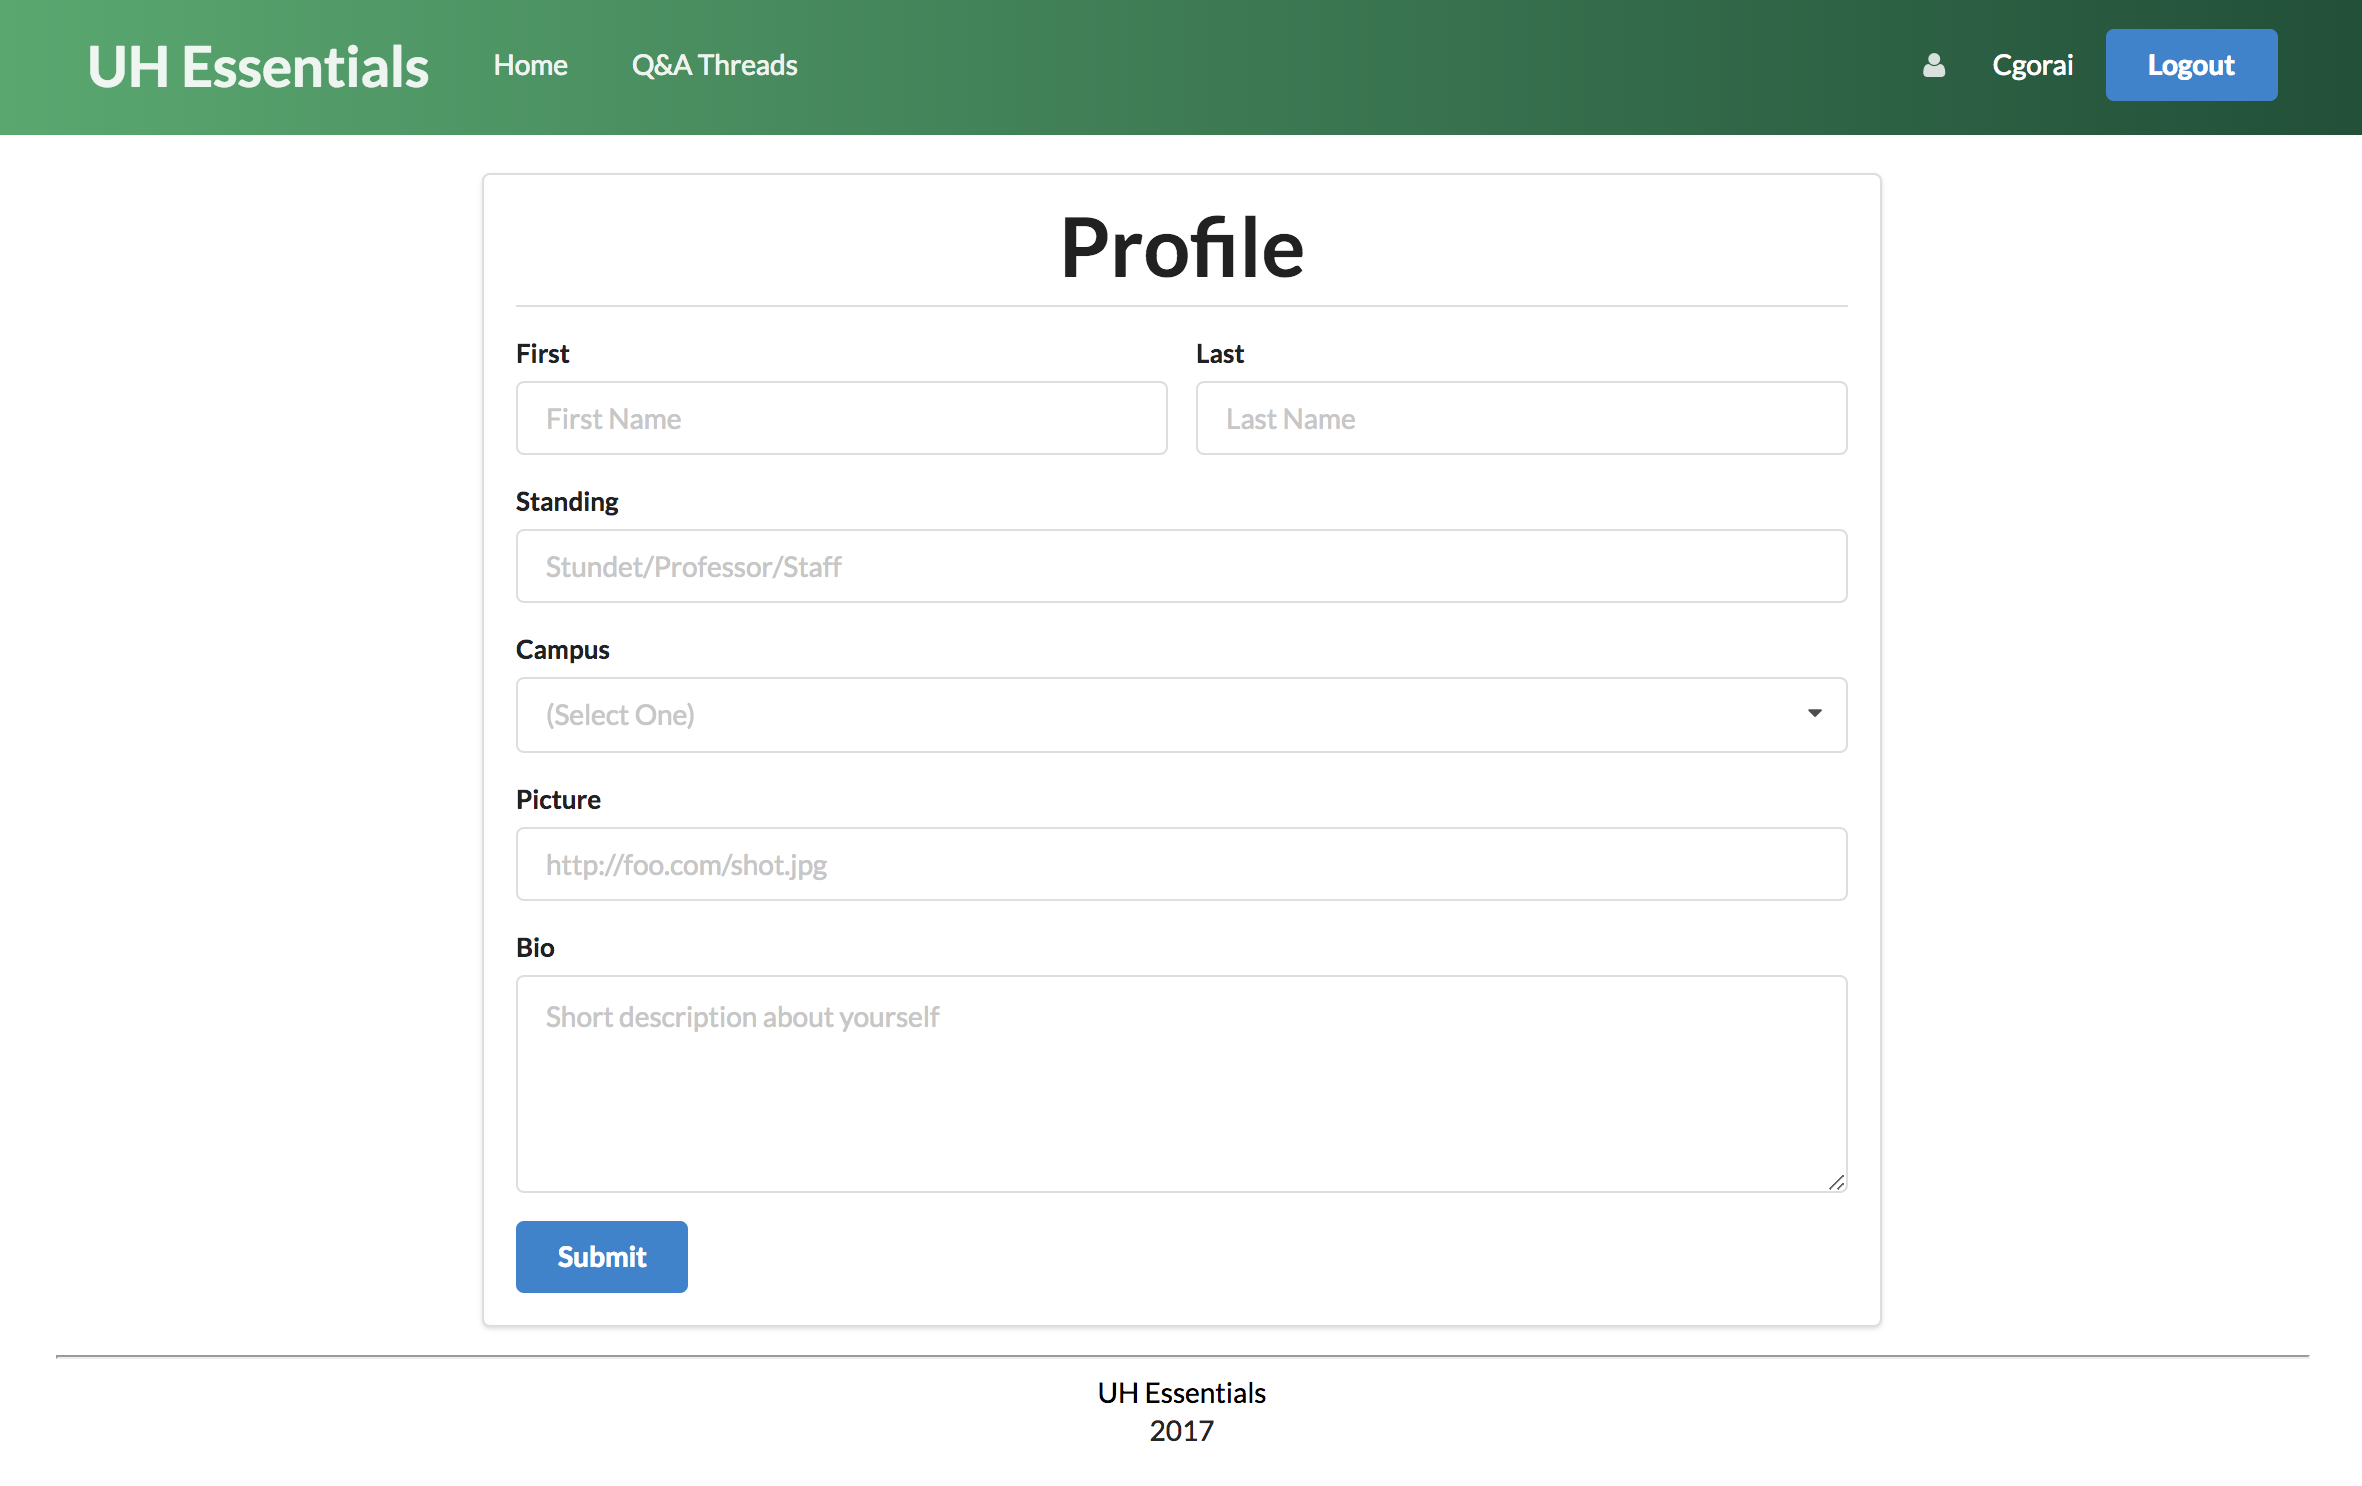 UH Essentials Home Q&A Threads Cgorai Logout
Profile
First Last
First Name Last Name
Standing
Stundet/Professor/Staff
Campus
(Select One)
Picture
http://foo.com/shot.jpg
Bio
Short description about yourself
Submit
UH Essentials
2017